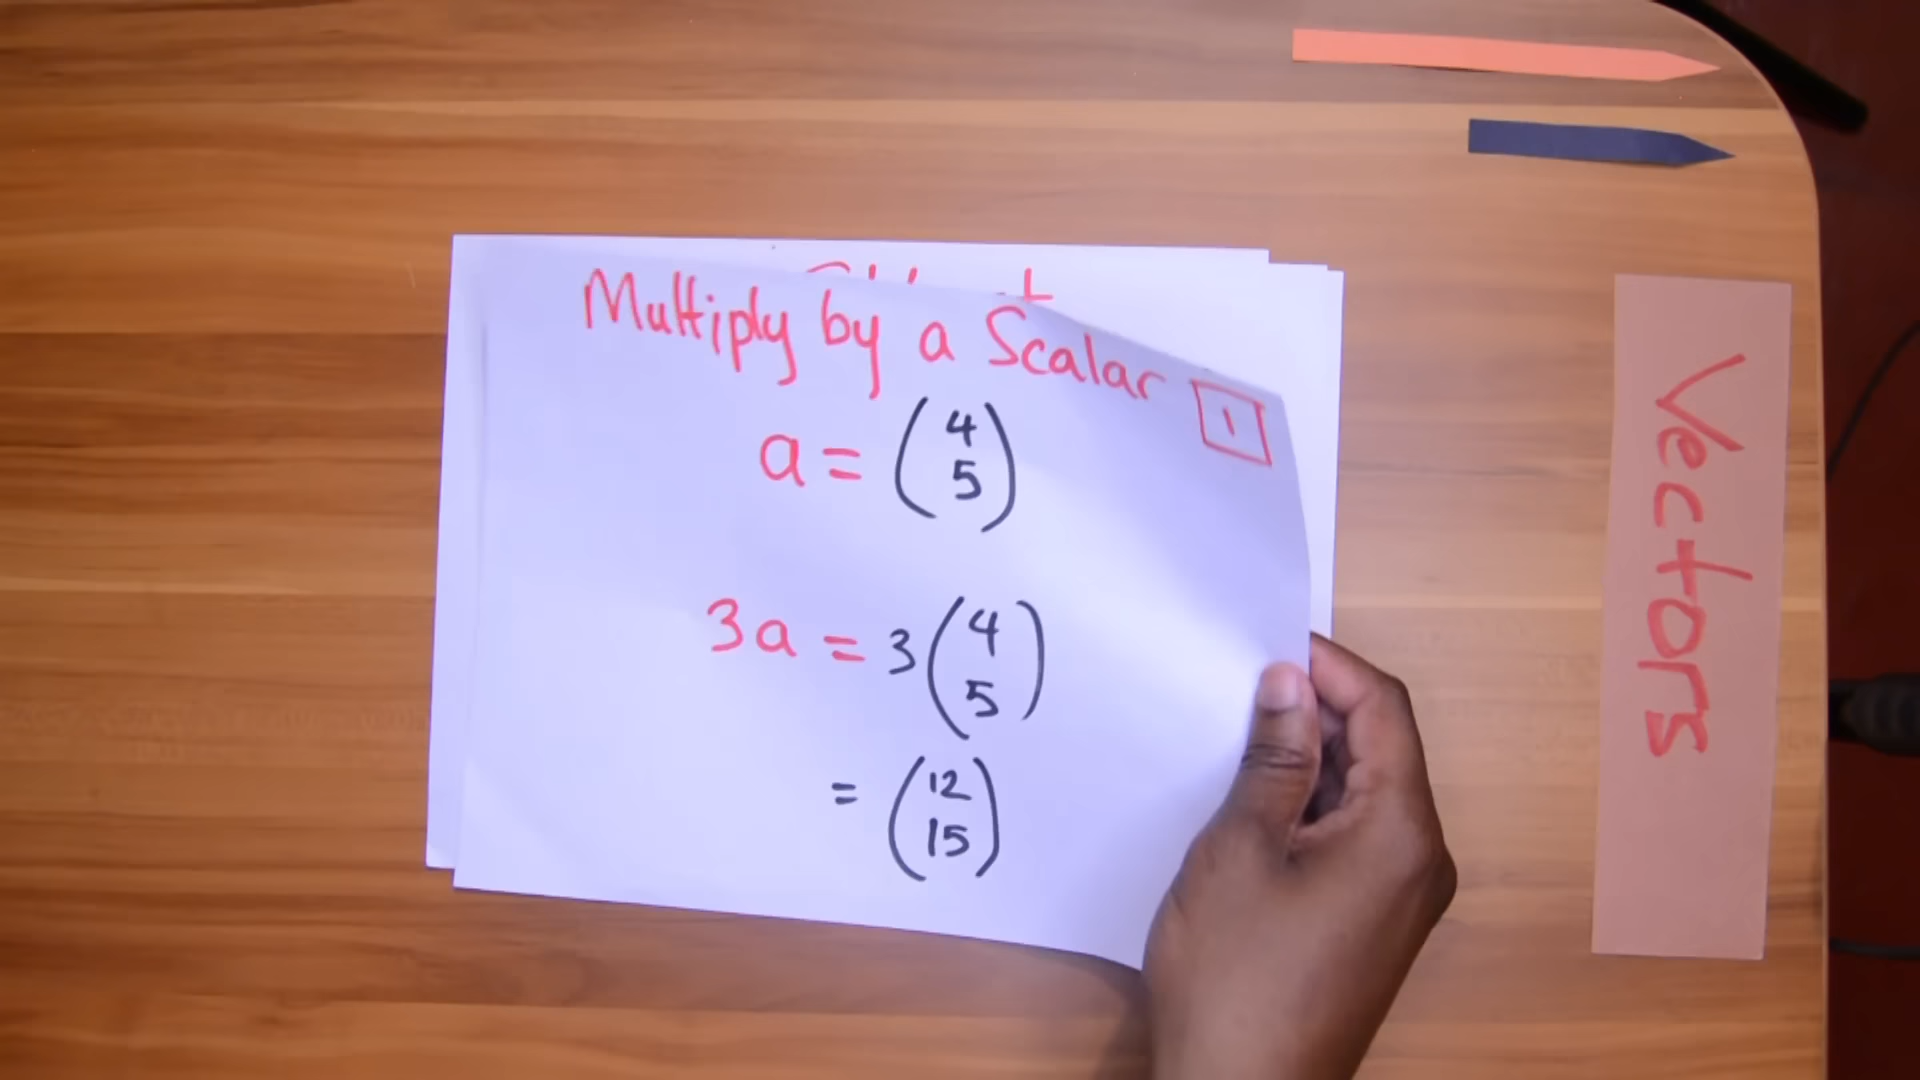 Multiply by a Scalar 1
a = (4
5)
3a = 3(4
5)
= (12
15)
Vectors